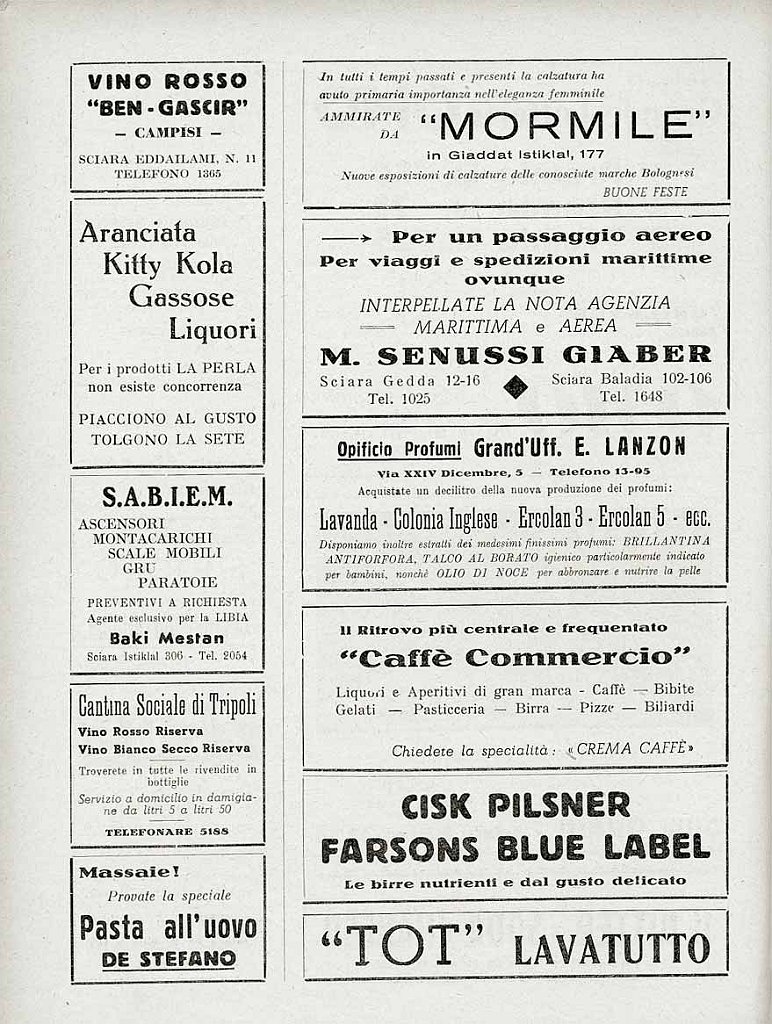 VINO ROSSO
"BEN - GASCIR"
– CAMPISI –
SCIARA EDDAILAMI, N. 11
TELEFONO 1365
Aranciata
Kitty Kola
Gassose
Liquori
Per i prodotti LA PERLA
non esiste concorrenza
PIACCIONO AL GUSTO
TOLGONO LA SETE
S.A.B.I.E.M.
ASCENSORI
MONTACARICHI
SCALE MOBILI
GRU
PARATOIE
PREVENTIVI A RICHIESTA
Agente esclusivo per la LIBIA
Baki Mestan
Sciara Istiklal 306 - Tel. 2054
Cantina Sociale di Tripoli
Vino Rosso Riserva
Vino Bianco Secco Riserva
Troverete in tutte le rivendite in
bottiglie
Servizio a domicilio in damigia-
ne da litri 5 a litri 50
TELEFONARE 5188
Massaie!
Provate la speciale
Pasta all'uovo
DE STEFANO
In tutti i tempi passati e presenti la calzatura ha
avuto primaria importanza nell'eleganza femminile
AMMIRATE
DA
"MORMILE"
in Giaddat Istiklal, 177
Nuove esposizioni di calzature delle conosciute marche Bolognesi
BUONE FESTE
Per un passaggio aereo
Per viaggi e spedizioni marittime
ovunque
INTERPELLATE LA NOTA AGENZIA
MARITTIMA e AEREA
M. SENUSSI GIABER
Sciara Gedda 12-16
Tel. 1025
Sciara Baladia 102-106
Tel. 1648
Opificio Profumi Grand'Uff. E. LANZON
Via XXIV Dicembre, 5 — Telefono 13-95
Acquistate un decilitro della nuova produzione dei profumi:
Lavanda - Colonia Inglese - Ercolan 3 - Ercolan 5 - ecc.
Disponiamo inoltre estratti dei medesimi finissimi profumi: BRILLANTINA
ANTIFORFORA, TALCO AL BORATO igienico particolarmente indicato
per bambini, nonchè OLIO DI NOCE per abbronzare e nutrire la pelle
Il Ritrovo più centrale e frequentato
"Caffè Commercio"
Liquori e Aperitivi di gran marca - Caffè — Bibite
Gelati — Pasticceria — Birra — Pizze — Biliardi
Chiedete la specialità : «CREMA CAFFÈ»
CISK PILSNER
FARSONS BLUE LABEL
Le birre nutrienti e dal gusto delicato
"TOT" LAVATUTTO